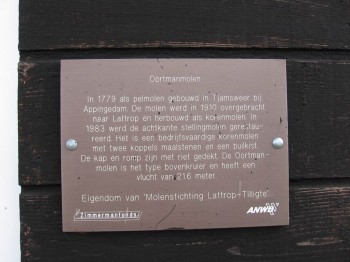 Oortmanmolen
In 1779 als pelmolen gebouwd in Tjamsweer bij
Appingedam. De molen werd in 1910 overgebracht
naar Lattrop en herbouwd als korenmolen. In
1983 werd de achtkante stellingmolen gerestau-
reerd. Het is een bedrijfsvaardige korenmolen
met twee koppels maalstenen en een builkist.
De kap en romp zijn met riet gedekt. De Oortman-
molen is het type bovenkruier en heeft een
vlucht van 21.6 meter.
Eigendom van "Molenstichting Lattrop-Tilligte"
Zimmermanfonds
ANWB